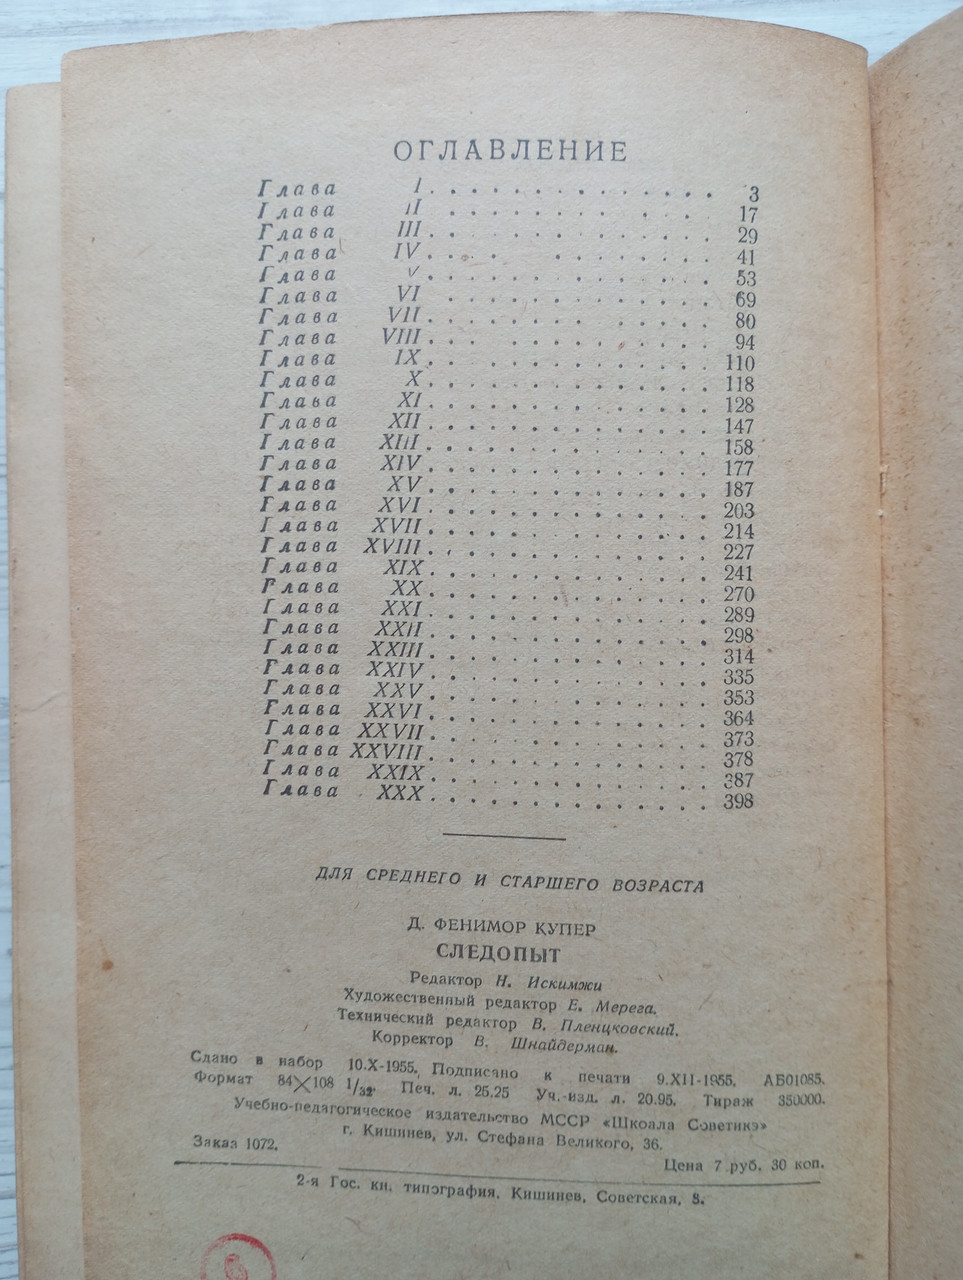 ОГЛАВЛЕНИЕ
Глава I . . . . . . . . . . . . . . 3
Глава II . . . . . . . . . . . . 17
Глава III . . . . . . . . . . . . . 29
Глава IV . . . . . . . . . . . . 41
Глава V . . . . . . . . . . . . . . 53
Глава VI . . . . . . . . . . . . . 69
Глава VII . . . . . . . . . . . . 80
Глава VIII . . . . . . . . . . . . . 94
Глава IX . . . . . . . . . . . . . 110
Глава X . . . . . . . . . . . . . . 118
Глава XI . . . . . . . . . . . . . . 128
Глава XII . . . . . . . . . . . . . . 147
Глава XIII . . . . . . . . . . . . . . 158
Глава XIV . . . . . . . . . . . . . . 177
Глава XV . . . . . . . . . . . . . . 187
Глава XVI . . . . . . . . . . . . . . 203
Глава XVII . . . . . . . . . . . . . . 214
Глава XVIII . . . . . . . . . . . . . . 227
Глава XIX . . . . . . . . . . . . . . 241
Глава XX . . . . . . . . . . . . . . 270
Глава XXI . . . . . . . . . . . . . . 289
Глава XXII . . . . . . . . . . . . . . 298
Глава XXIII . . . . . . . . . . . . . . 314
Глава XXIV . . . . . . . . . . . . . . 335
Глава XXV . . . . . . . . . . . . . . 353
Глава XXVI . . . . . . . . . . . . . . 364
Глава XXVII . . . . . . . . . . . . . . 373
Глава XXVIII . . . . . . . . . . . . . . 378
Глава XXIX . . . . . . . . . . . . . . 387
Глава XXX . . . . . . . . . . . . . . 398
ДЛЯ СРЕДНЕГО И СТАРШЕГО ВОЗРАСТА
Д. ФЕНИМОР КУПЕР
СЛЕДОПЫТ
Редактор Н. Искимжи
Художественный редактор Е. Мерега.
Технический редактор В. Пленцковский.
Корректор В. Шнайдерман.
Сдано в набор 10.X-1955. Подписано к печати 9.XII-1955. АБ01085.
Формат 84×108 1/32. Печ. л. 25.25 Уч.-изд. л. 20.95. Тираж 350000.
Учебно-педагогическое издательство МССР «Шкоала Советикэ»
г. Кишинев, ул. Стефана Великого, 36.
Заказ 1072. Цена 7 руб. 30 коп.
2-я Гос. кн. типография, Кишинев, Советская, 8.